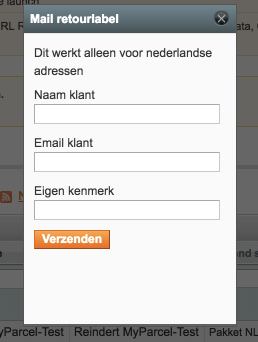 e launch
RL R
ata,
Mail retourlabel
Dit werkt alleen voor nederlandse
adressen
Naam klant
Email klant
Eigen kenmerk
Verzenden
yParcel-Test Reindert MyParcel-Test Pakket NL